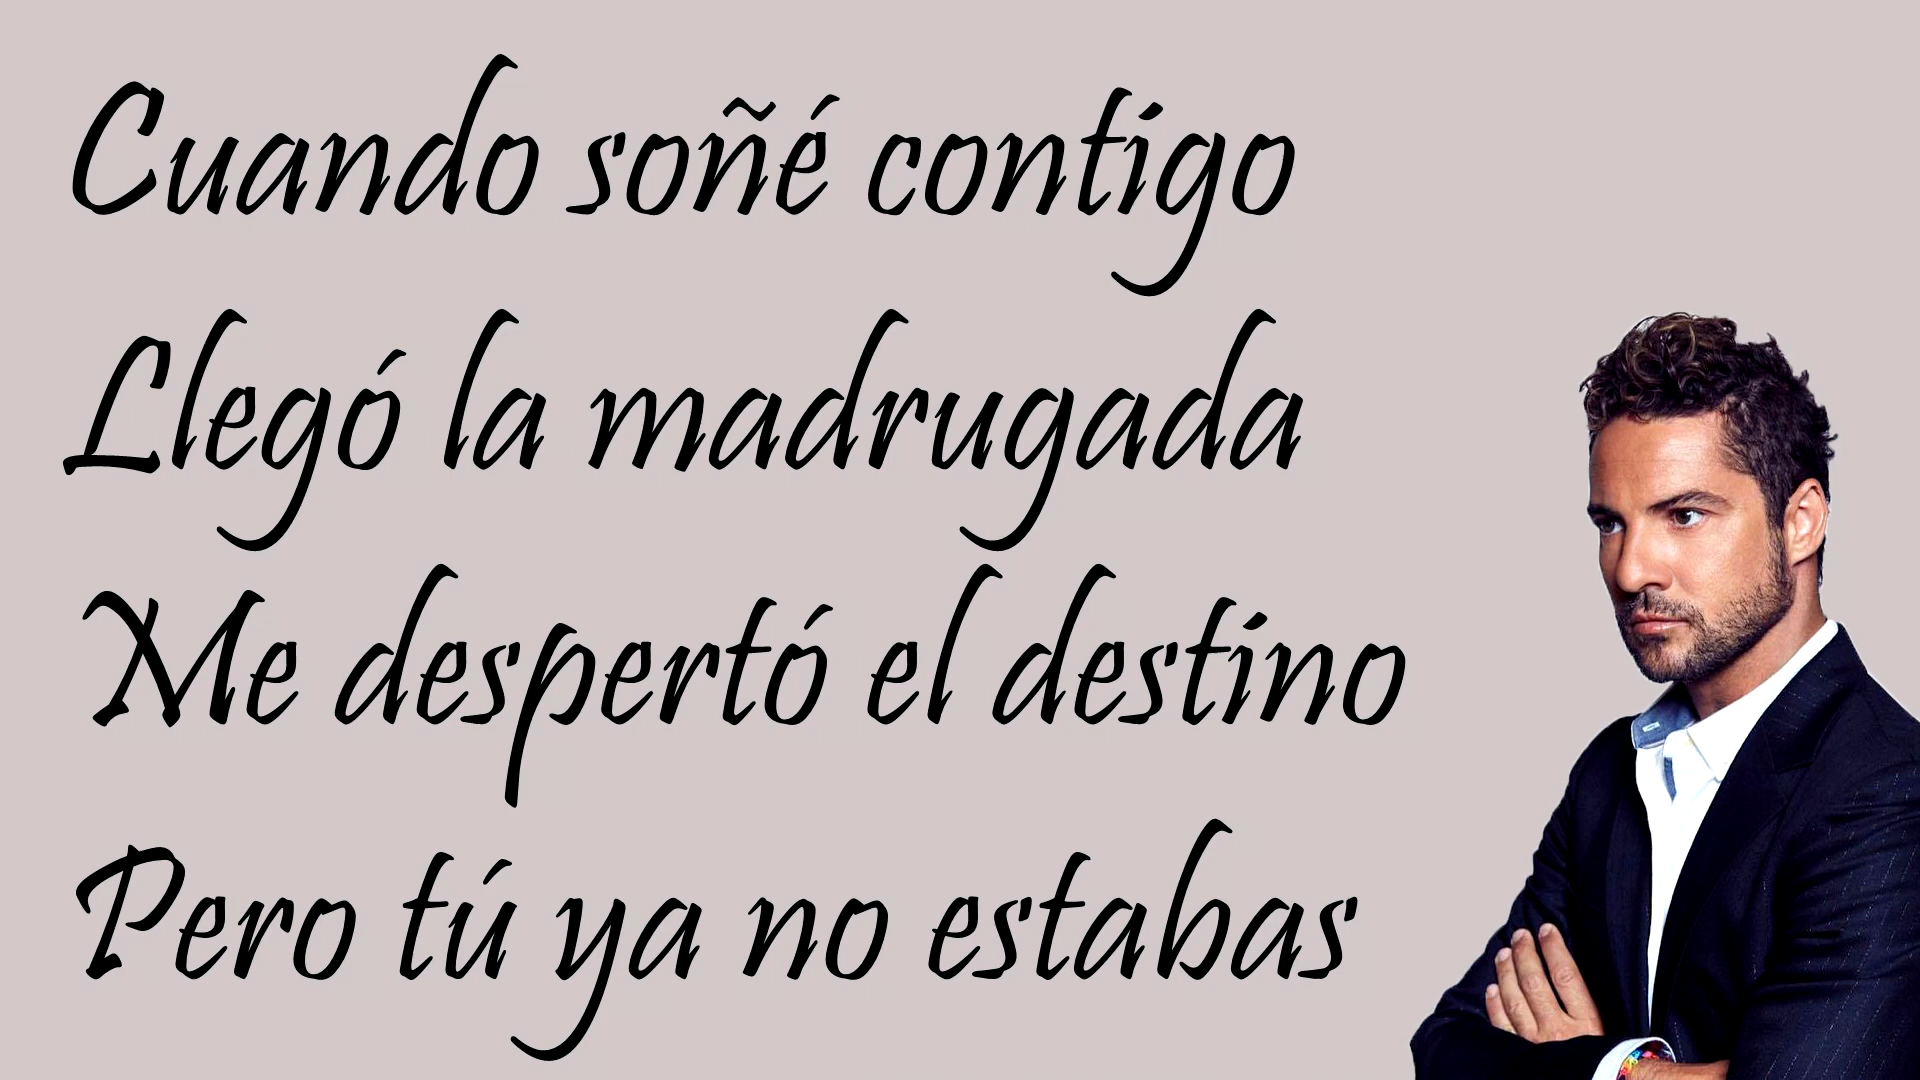 Cuando soñé contigo
Llegó la madrugada
Me despertó el destino
Pero tú ya no estabas